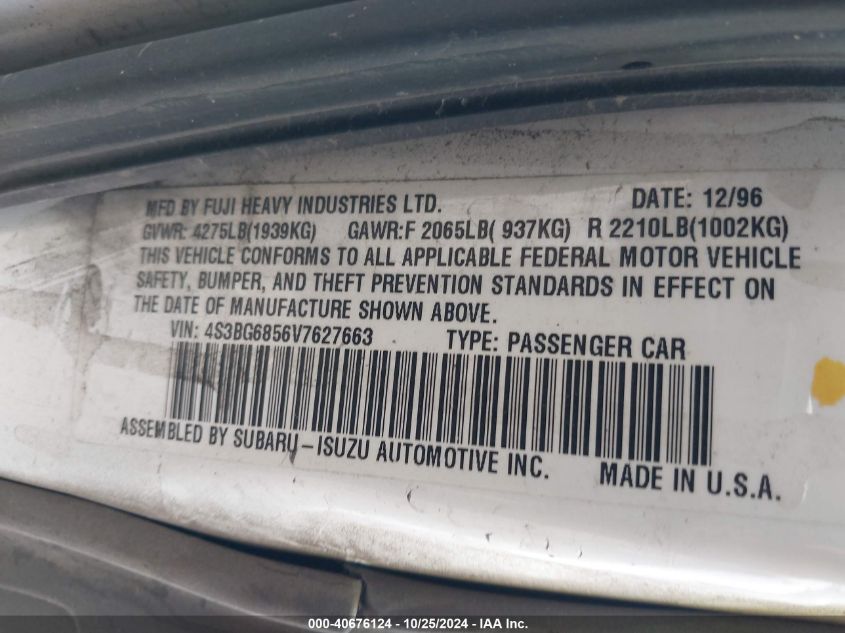 MFD BY FUJI HEAVY INDUSTRIES LTD. DATE: 12/96
GVWR: 4275LB(1939KG) GAWR:F 2065LB( 937KG) R 2210LB(1002KG)
THIS VEHICLE CONFORMS TO ALL APPLICABLE FEDERAL MOTOR VEHICLE
SAFETY, BUMPER, AND THEFT PREVENTION STANDARDS IN EFFECT ON
THE DATE OF MANUFACTURE SHOWN ABOVE.
VIN: 4S3BG6856V7627663 TYPE: PASSENGER CAR
ASSEMBLED BY SUBARU-ISUZU AUTOMOTIVE INC. MADE IN U.S.A.
000-40676124 - 10/25/2024 - IAA Inc.